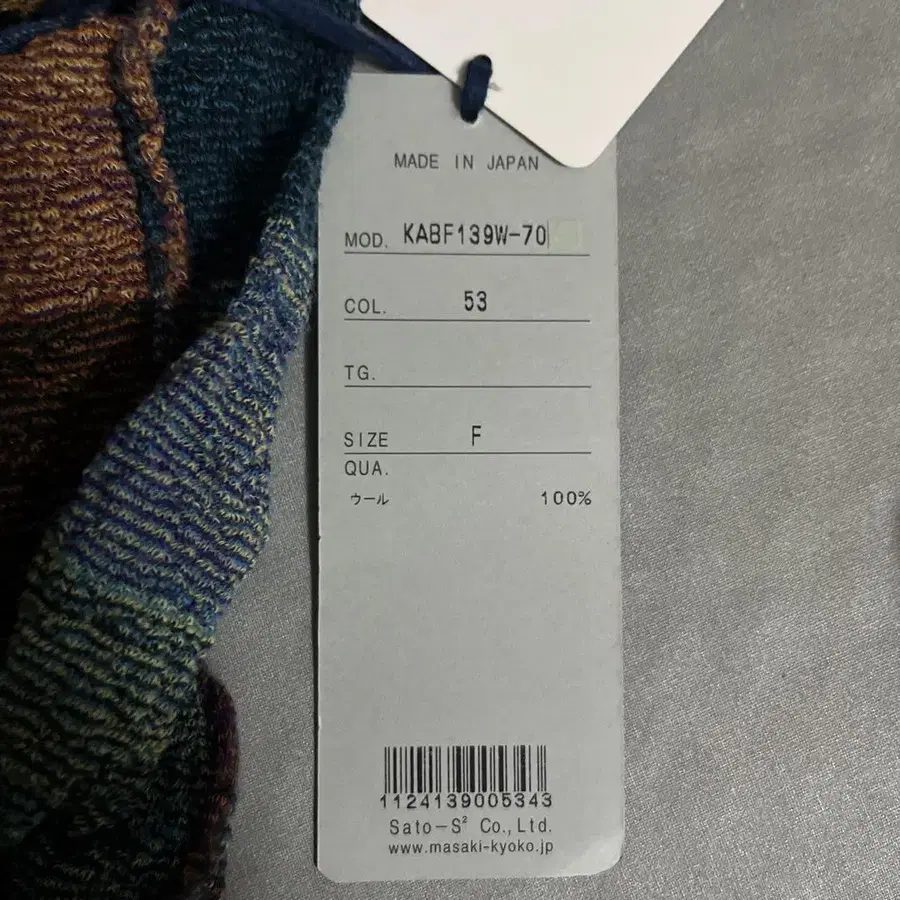 MADE IN JAPAN
MOD. KABF139W-70
COL. 53
TG.
SIZE F
QUA.
ウール 100%
1124139005343
Sato-S² Co., Ltd.
www.masaki-kyoko.jp